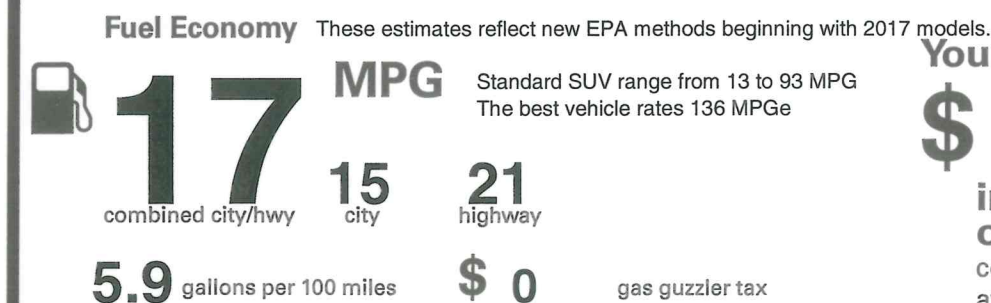 Fuel Economy These estimates reflect new EPA methods beginning with 2017 models.
You
17 MPG Standard SUV range from 13 to 93 MPG
The best vehicle rates 136 MPGe
$
15 21
combined city/hwy city highway
5.9 gallons per 100 miles $ 0 gas guzzler tax